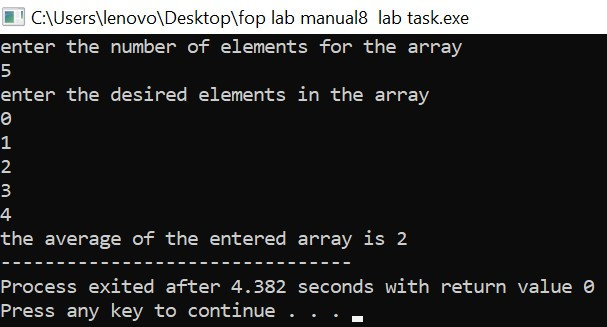 C:\Users\lenovo\Desktop\fop lab manual8  lab task.exe
enter the number of elements for the array
5
enter the desired elements in the array
0
1
2
3
4
the average of the entered array is 2
--------------------------------
Process exited after 4.382 seconds with return value 0
Press any key to continue . . .